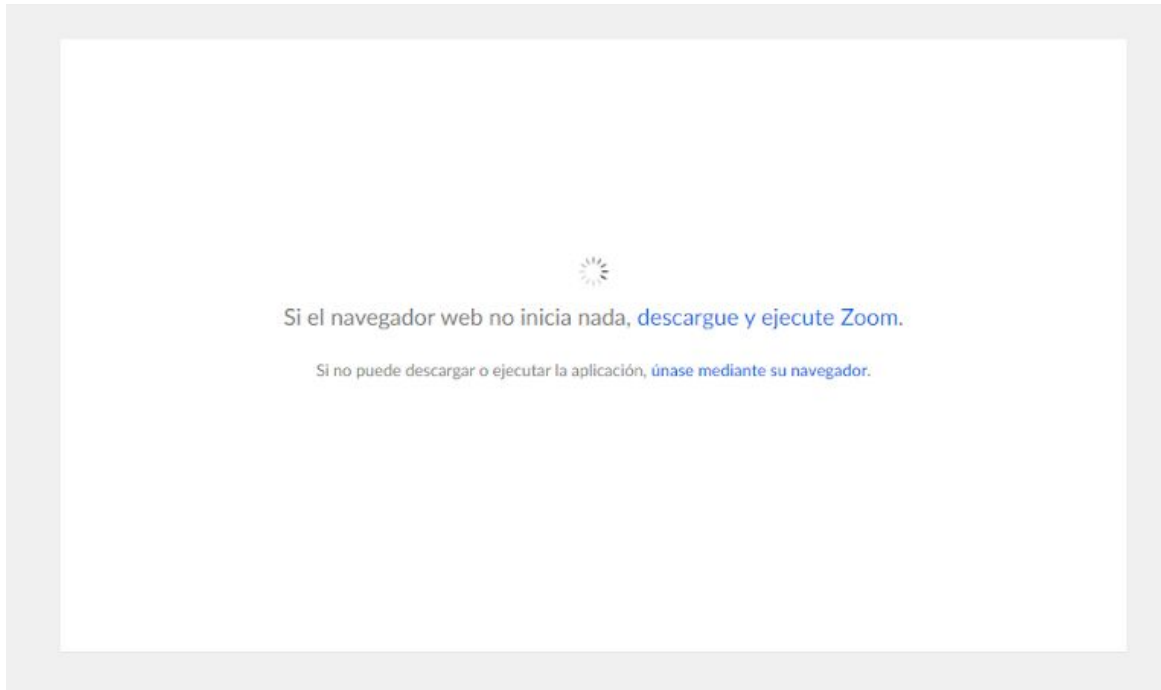 Si el navegador web no inicia nada, descargue y ejecute Zoom.
Si no puede descargar o ejecutar la aplicación, únase mediante su navegador.